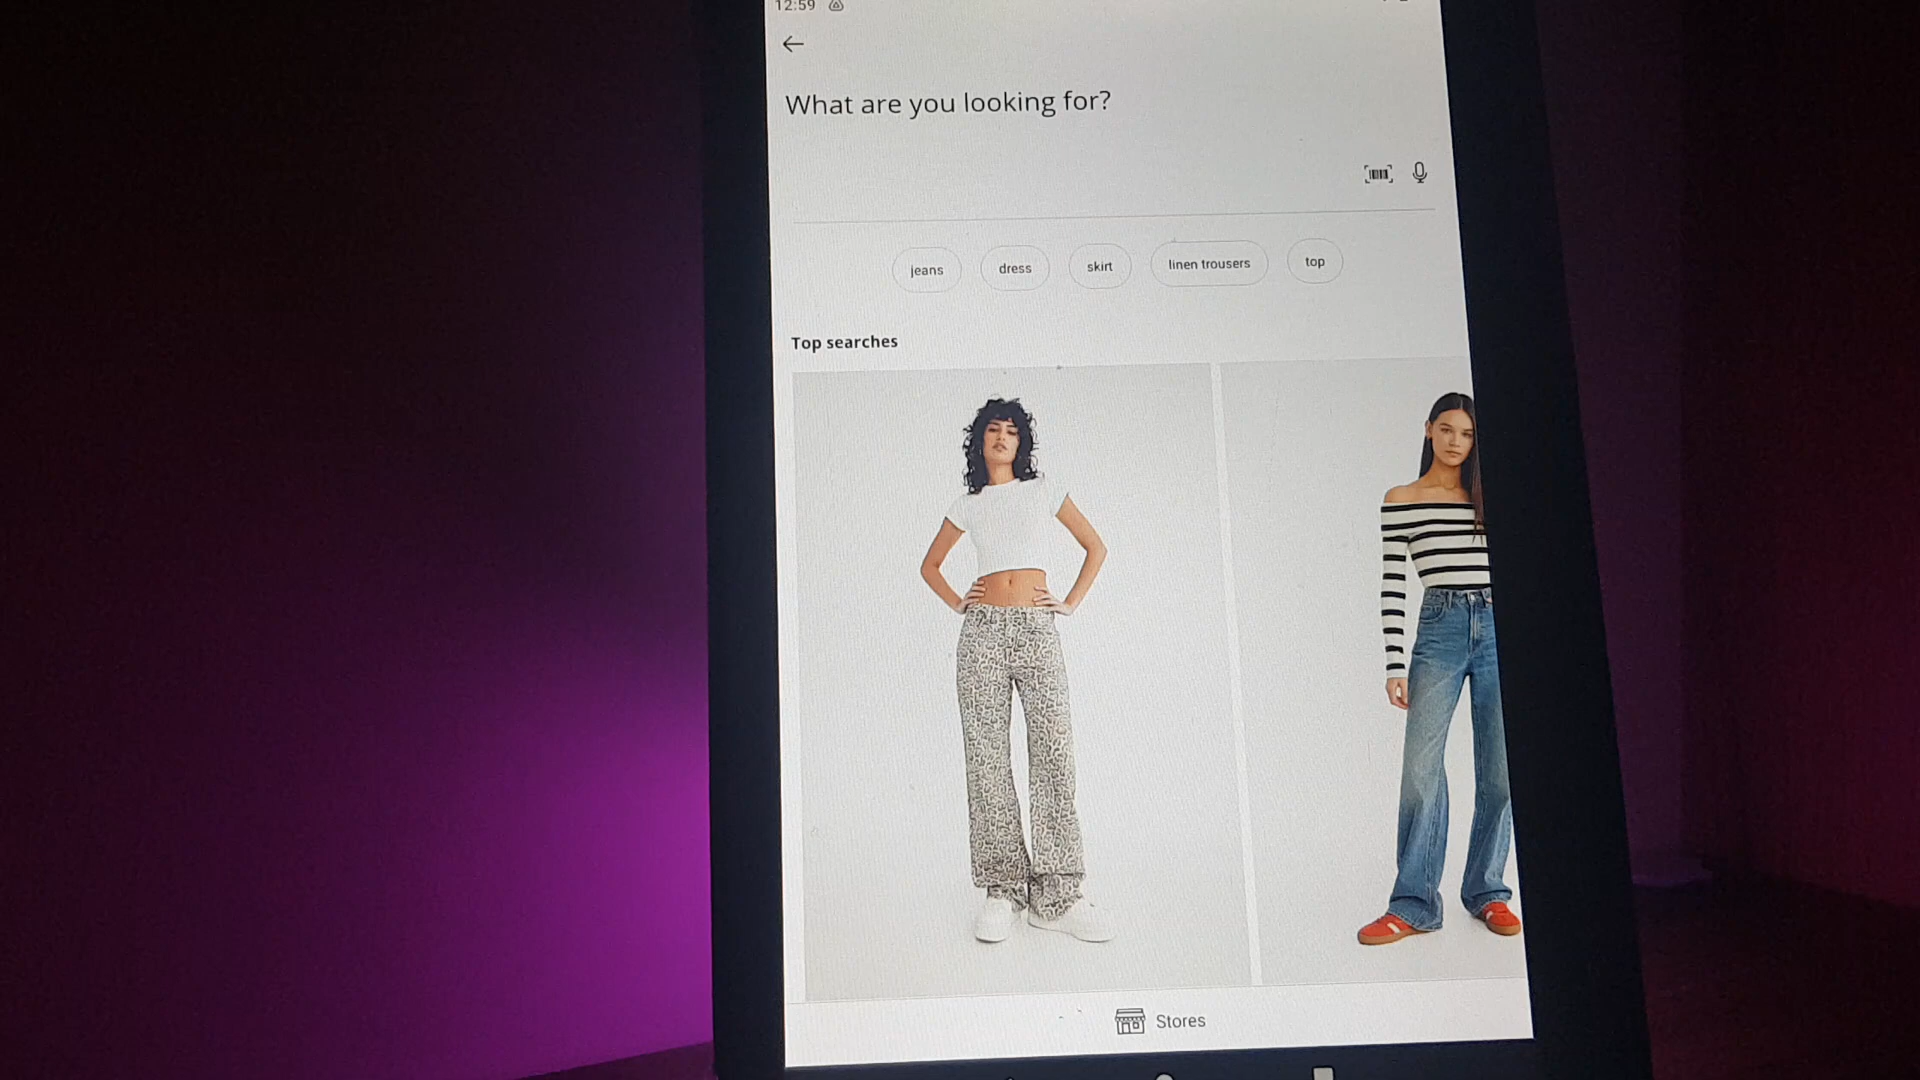 12:59
What are you looking for?
jeans
dress
skirt
linen trousers
top
Top searches
Stores